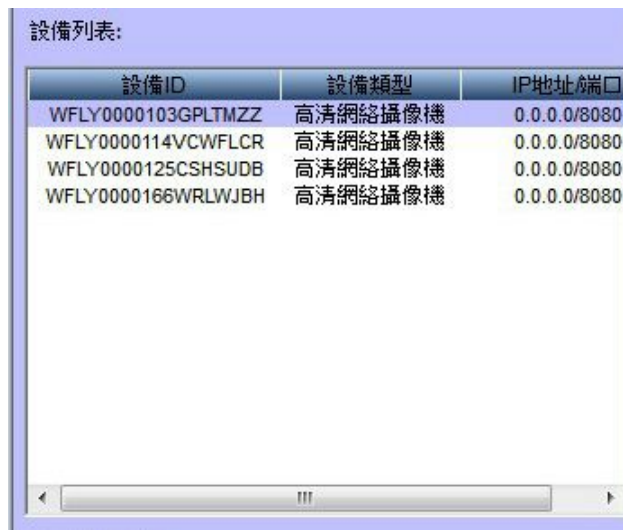 設備列表:
設備ID 設備類型 IP地址/端口
WFLY0000103GPLTMZZ 高清網絡攝像機 0.0.0.0/8080
WFLY0000114VCWFLCR 高清網絡攝像機 0.0.0.0/8080
WFLY0000125CSHSUDB 高清網絡攝像機 0.0.0.0/8080
WFLY0000166WRLWJBH 高清網絡攝像機 0.0.0.0/8080